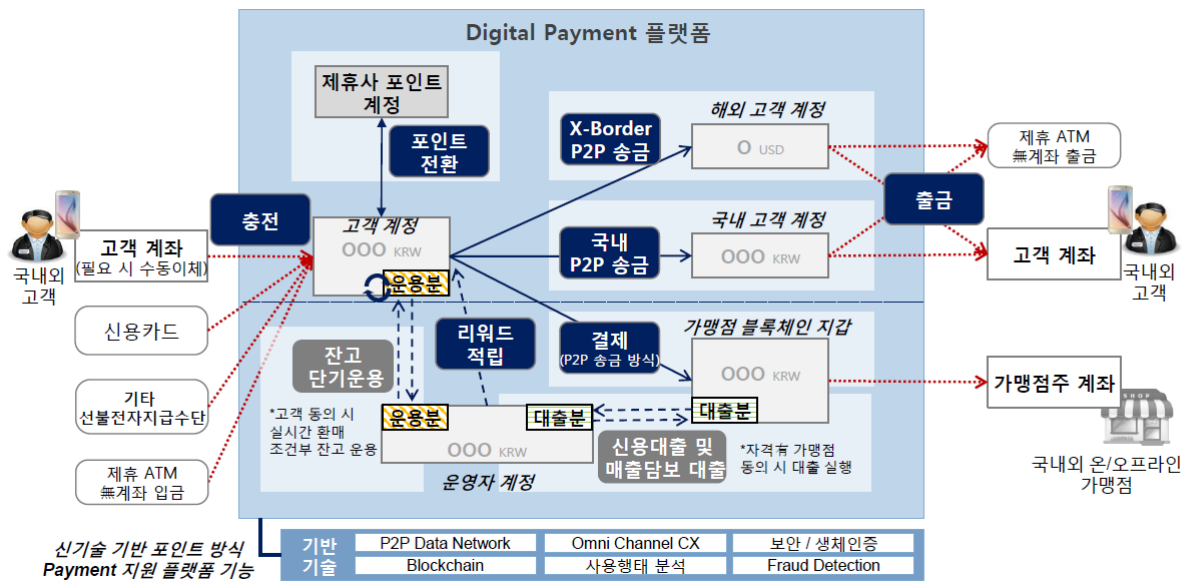 Digital Payment 플랫폼
제휴사 포인트
계정
포인트
전환
해외 고객 계정
X-Border
P2P 송금
O USD
제휴 ATM
無계좌 출금
출금
충전
고객 계정
OOO KRW
운용분
국내 고객 계정
국내
P2P 송금
OOO KRW
고객 계좌
(필요 시 수동이체)
국내외
고객
고객 계좌
국내외
고객
신용카드
기타
선불전자지급수단
제휴 ATM
無계좌 입금
잔고
단기운용
리워드
적립
결제
(P2P 송금 방식)
가맹점 블록체인 지갑
OOO KRW
대출분
가맹점주 계좌
SHOP
국내외 온/오프라인
가맹점
*고객 동의 시
실시간 환매
조건부 잔고 운용
운용분
대출분
OOO KRW
운영자 계정
신용대출 및
매출담보 대출
*자격有 가맹점
동의 시 대출 실행
신기술 기반 포인트 방식
Payment 지원 플랫폼 기능
기반
기술
P2P Data Network
Omni Channel CX
보안 / 생체인증
Blockchain
사용행태 분석
Fraud Detection